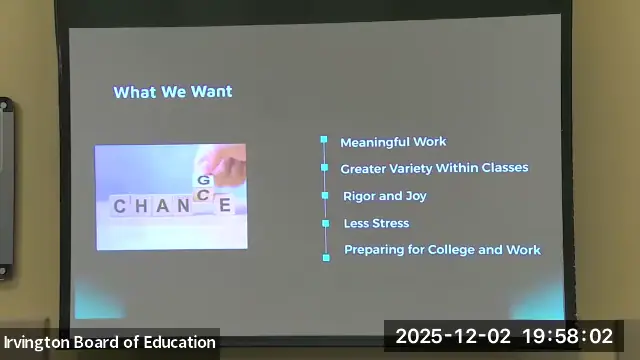 What We Want
G
CHANCE
Meaningful Work
Greater Variety Within Classes
Rigor and Joy
Less Stress
Preparing for College and Work
Irvington Board of Education
2025-12-02 19:58:02